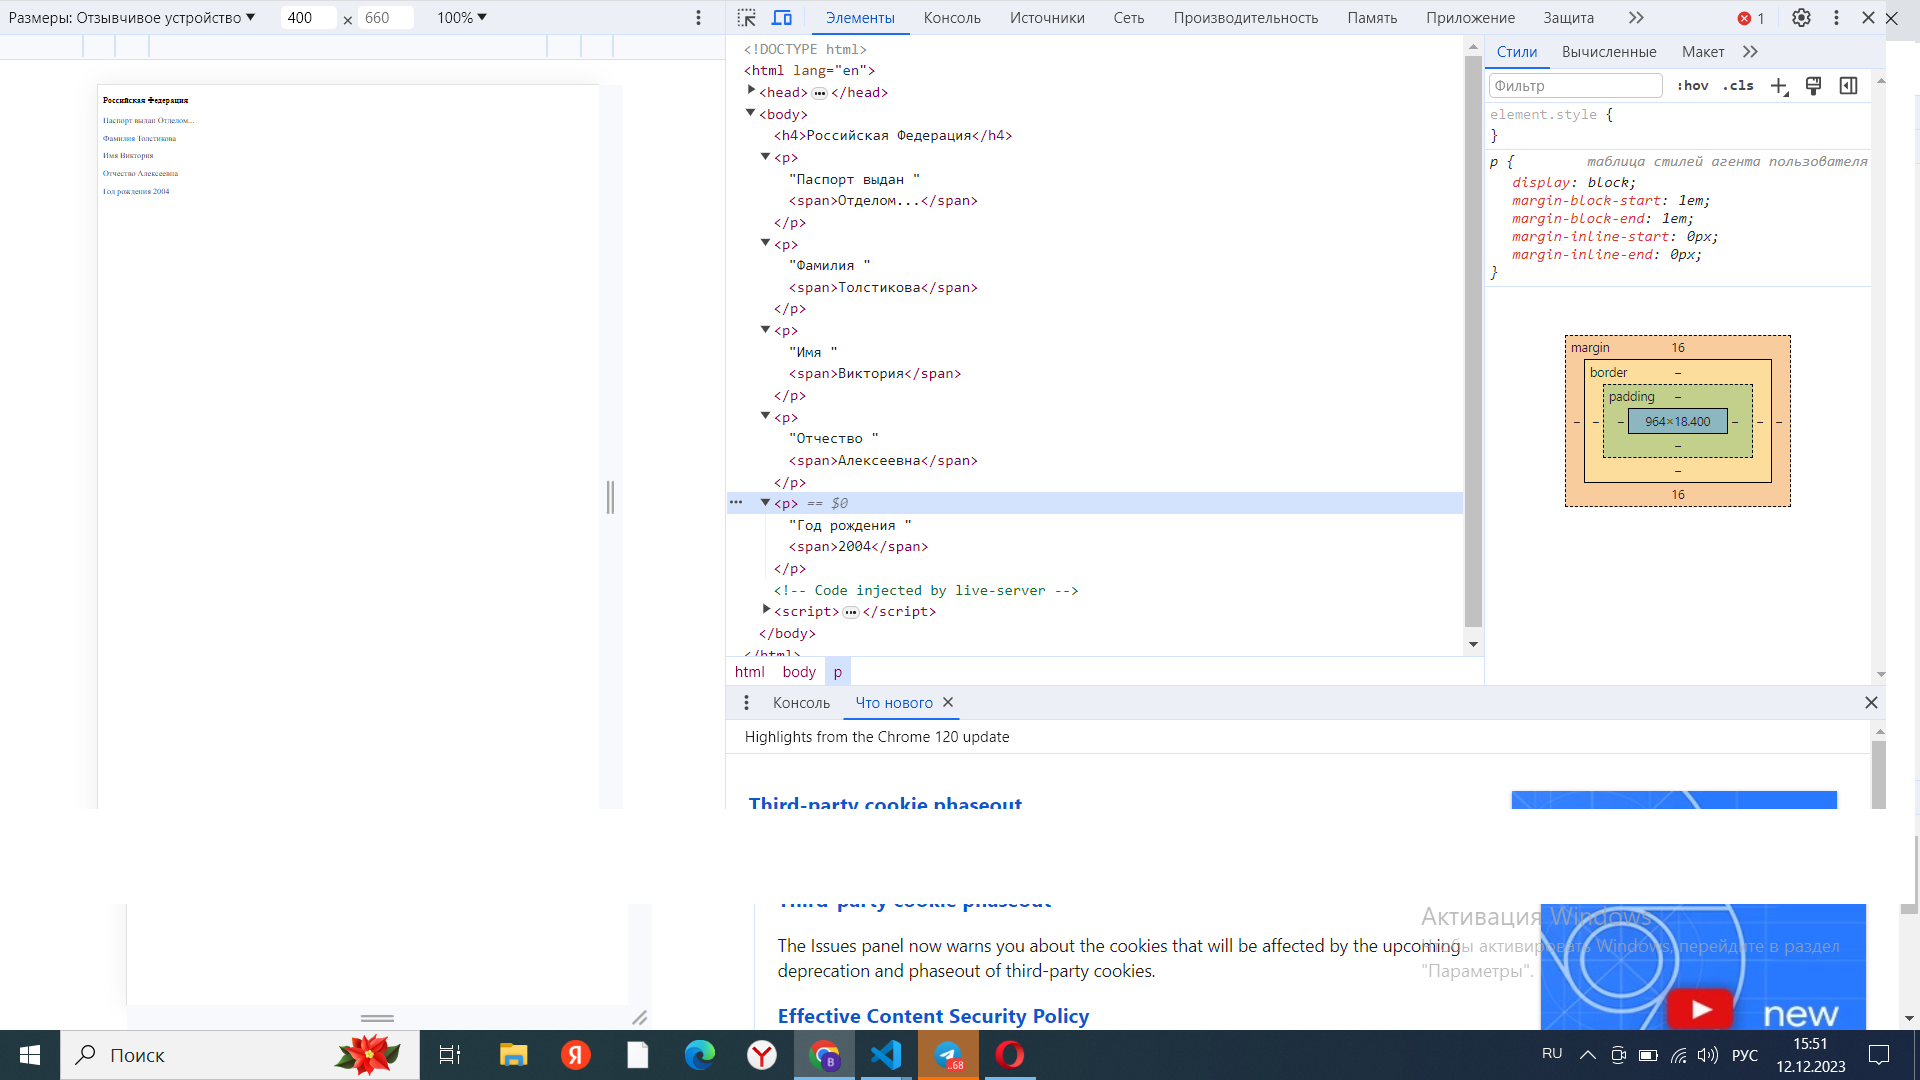 Размеры: Отзывчивое устройство ▼ 400 × 660 100% ▼
Элементы Консоль Источники Сеть Производительность Память Приложение Защита 1
Российская Федерация
Паспорт выдан Отделом...
Фамилия Толстикова
Имя Виктория
Отчество Алексеевна
Год рождения 2004
<!DOCTYPE html>
<html lang="en">
<head> ••• </head>
<body>
<h4>Российская Федерация</h4>
<p>
"Паспорт выдан "
<span>Отделом...</span>
</p>
<p>
"Фамилия "
<span>Толстикова</span>
</p>
<p>
"Имя "
<span>Виктория</span>
</p>
<p>
"Отчество "
<span>Алексеевна</span>
</p>
••• <p> == $0
"Год рождения "
<span>2004</span>
</p>
<!-- Code injected by live-server -->
<script> ••• </script>
</body>
</html>
html body p
Стили Вычисленные Макет
Фильтр :hov .cls
element.style {
}
p { таблица стилей агента пользователя
display: block;
margin-block-start: 1em;
margin-block-end: 1em;
margin-inline-start: 0px;
margin-inline-end: 0px;
}
margin 16
border –
padding –
– – – 964×18.400 – – –
–
–
16
Консоль Что нового
Highlights from the Chrome 120 update
Third-party cookie phaseout
Third-party cookie phaseout
The Issues panel now warns you about the cookies that will be affected by the upcoming
deprecation and phaseout of third-party cookies.
Effective Content Security Policy
new
Активация Windows
Чтобы активировать Windows, перейдите в раздел
"Параметры".
Поиск
Я
Y
B
..68
RU
РУС
15:51
12.12.2023